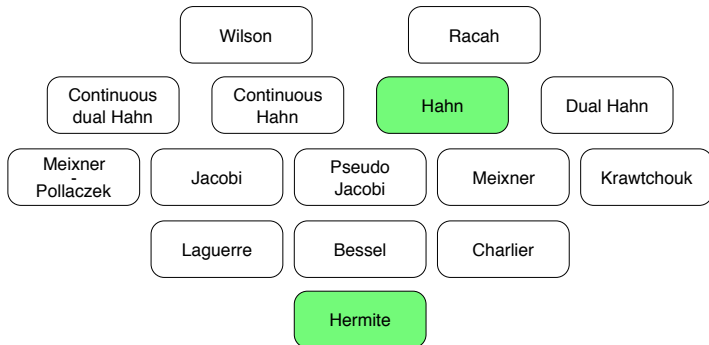 Wilson
Racah
Continuous
dual Hahn
Continuous
Hahn
Hahn
Dual Hahn
Meixner
-
Pollaczek
Jacobi
Pseudo
Jacobi
Meixner
Krawtchouk
Laguerre
Bessel
Charlier
Hermite